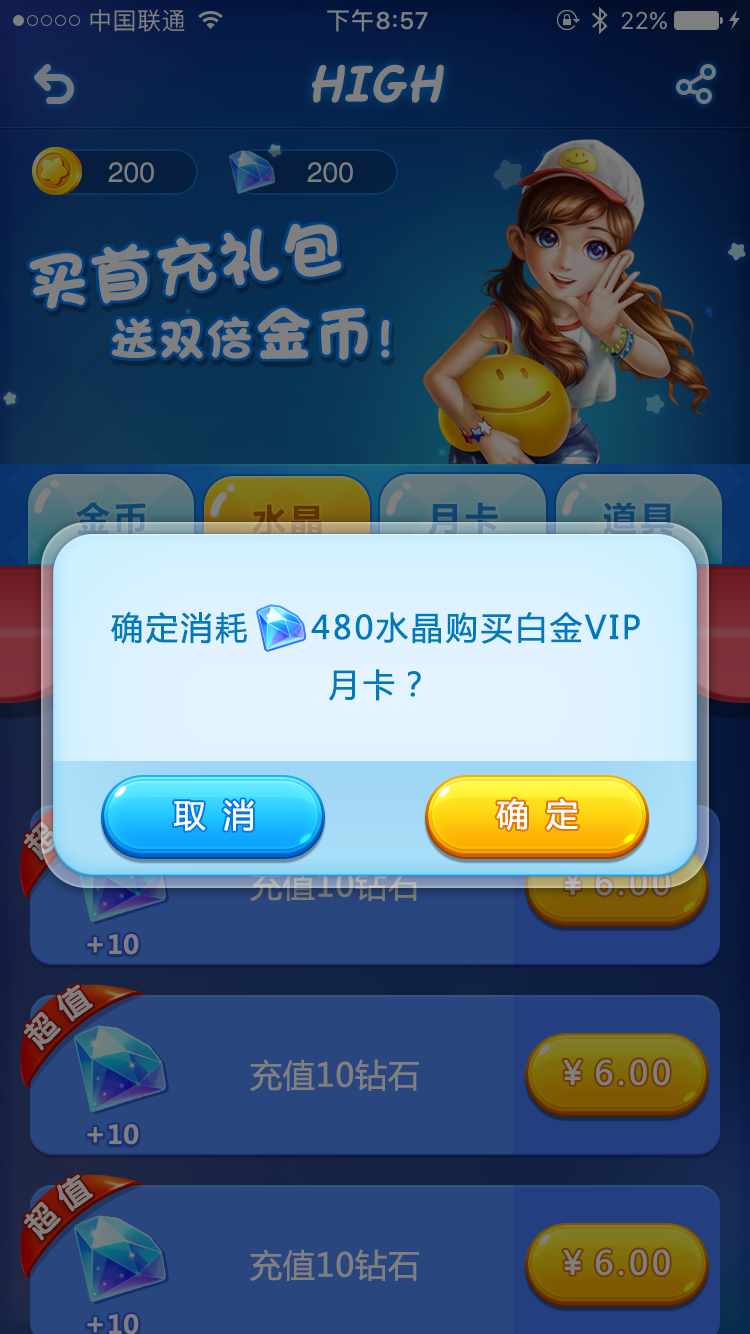 中国联通 下午8:57 22%
HIGH
200 200
买首充礼包
送双倍金币!
金币 水晶 月卡 道具
确定消耗480水晶购买白金VIP
月卡？
取消 确定
超
充值10钻石 ¥ 6.00
+10
超值
充值10钻石 ¥ 6.00
+10
超值
充值10钻石 ¥ 6.00
+10